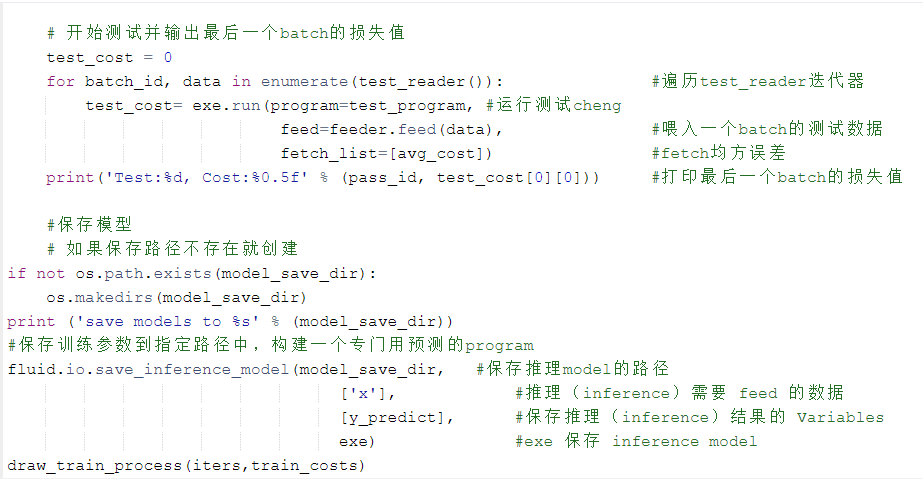 # 开始测试并输出最后一个batch的损失值
test_cost = 0
for batch_id, data in enumerate(test_reader()): #遍历test_reader迭代器
test_cost= exe.run(program=test_program, #运行测试cheng
feed=feeder.feed(data), #喂入一个batch的测试数据
fetch_list=[avg_cost]) #fetch均方误差
print('Test:%d, Cost:%0.5f' % (pass_id, test_cost[0][0])) #打印最后一个batch的损失值
#保存模型
# 如果保存路径不存在就创建
if not os.path.exists(model_save_dir):
os.makedirs(model_save_dir)
print ('save models to %s' % (model_save_dir))
#保存训练参数到指定路径中，构建一个专门用预测的program
fluid.io.save_inference_model(model_save_dir, #保存推理model的路径
['x'], #推理（inference）需要 feed 的数据
[y_predict], #保存推理（inference）结果的 Variables
exe) #exe 保存 inference model
draw_train_process(iters,train_costs)